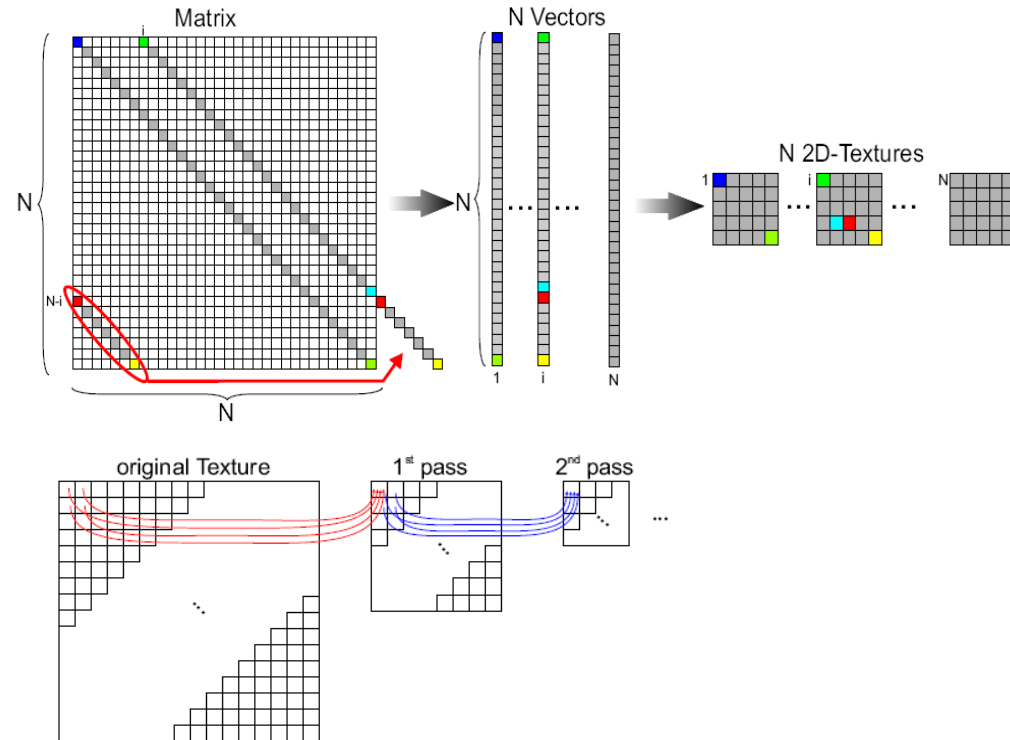 Matrix
N Vectors
i
N
N
... ...
N 2D-Textures
1
i
N
... ...
N-i
1
i
N
N
original Texture
1st pass
2nd pass
...
...
...
...